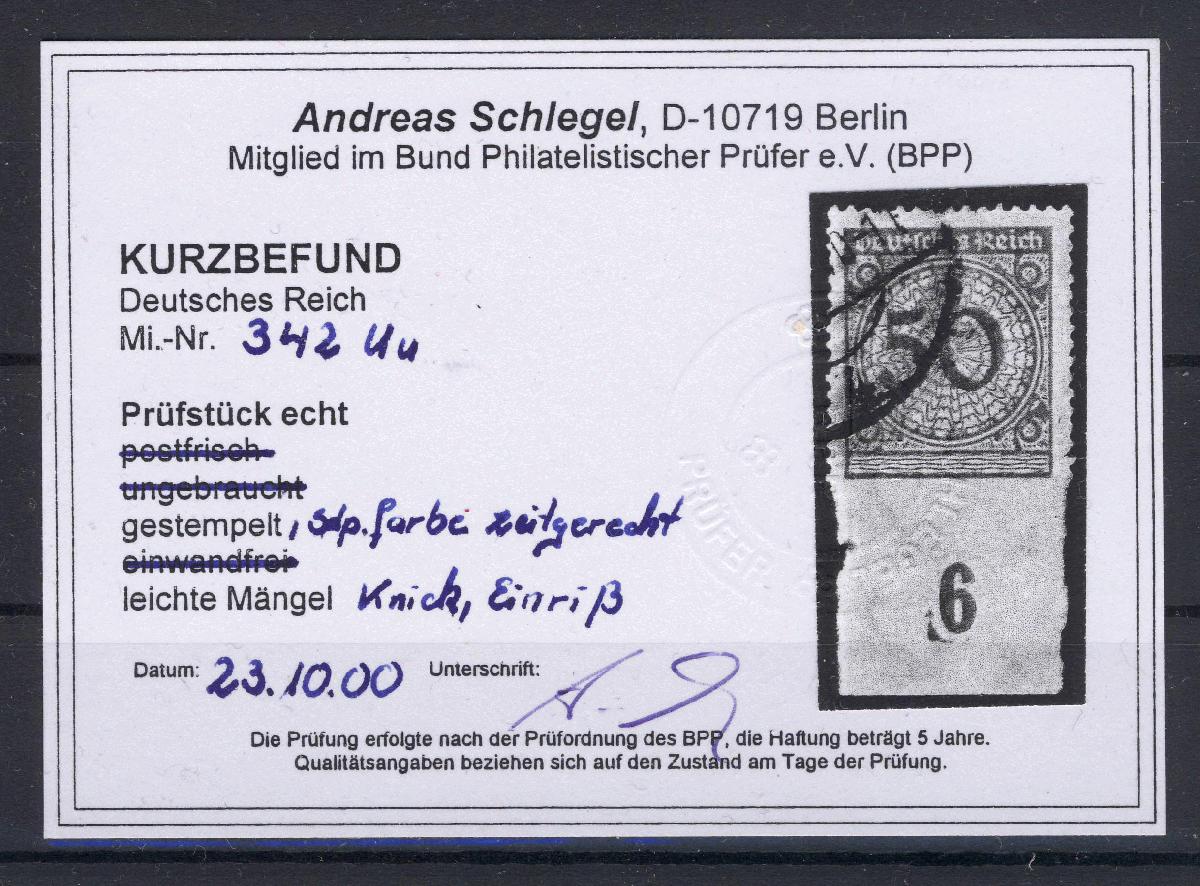 Andreas Schlegel, D-10719 Berlin
Mitglied im Bund Philatelistischer Prüfer e.V. (BPP)
KURZBEFUND
Deutsches Reich
Mi.-Nr. 342 Uu
Prüfstück echt
postfrisch
ungebraucht
gestempelt, Stp.farbe zeitgerecht
einwandfrei
leichte Mängel Knick, Einriß
Datum: 23.10.00 Unterschrift:
Die Prüfung erfolgte nach der Prüfordnung des BPP, die Haftung beträgt 5 Jahre.
Qualitätsangaben beziehen sich auf den Zustand am Tage der Prüfung.
Deutsches Reich
50
6
PRÜFER